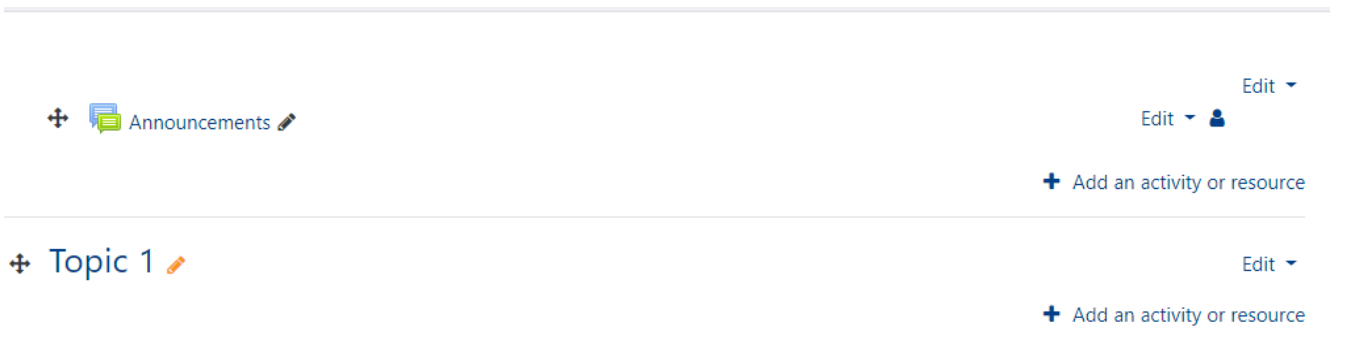 Edit
Announcements
Edit
Add an activity or resource
Topic 1
Edit
Add an activity or resource